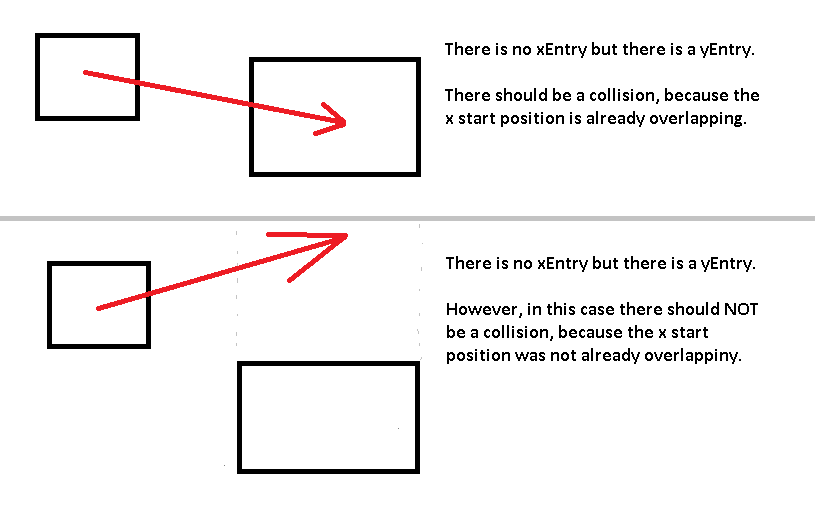 There is no xEntry but there is a yEntry.
There should be a collision, because the
x start position is already overlapping.
There is no xEntry but there is a yEntry.
However, in this case there should NOT
be a collision, because the x start
position was not already overlappiny.